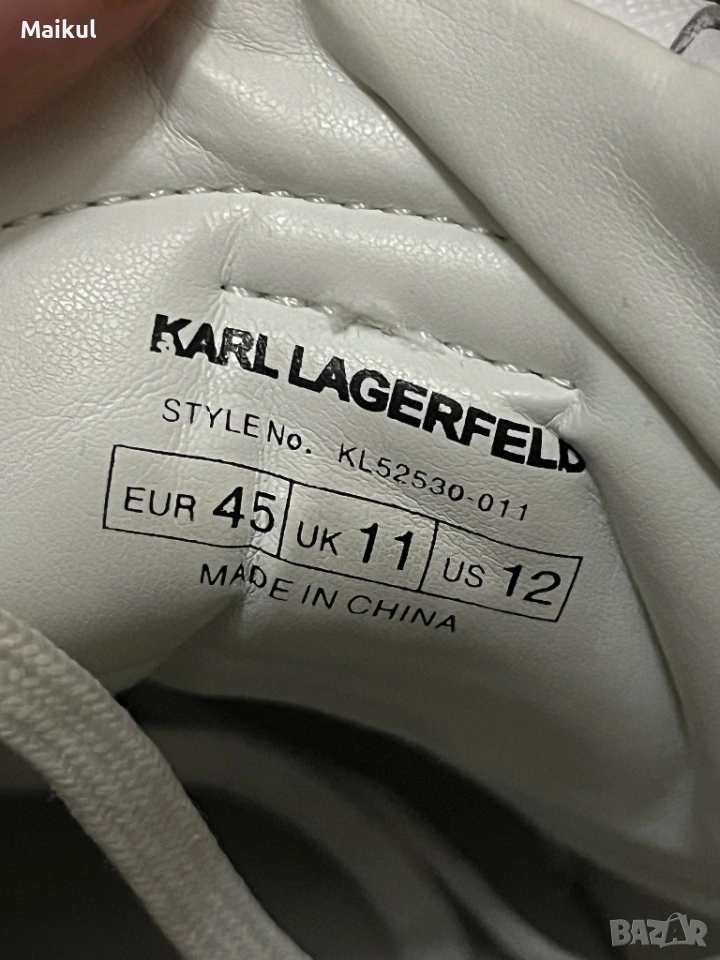 Maikul
KARL LAGERFELD
STYLE No. KL52530-011
EUR 45 UK 11 US 12
MADE IN CHINA
BAZAR